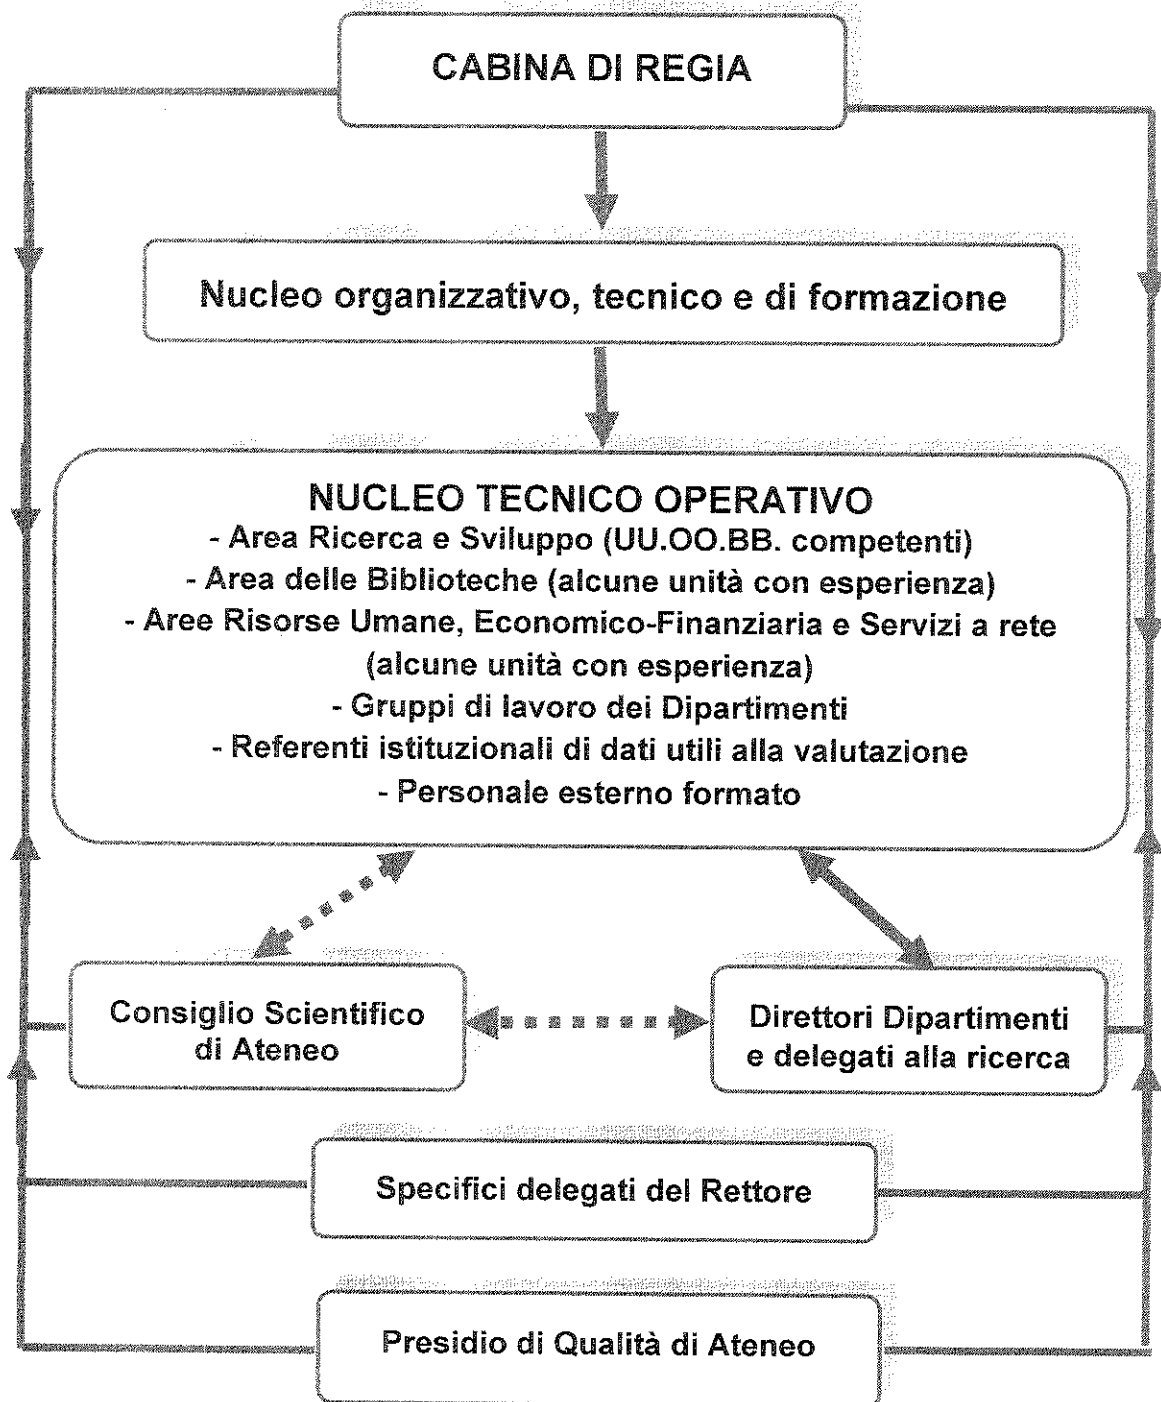 CABINA DI REGIA
Nucleo organizzativo, tecnico e di formazione
NUCLEO TECNICO OPERATIVO
- Area Ricerca e Sviluppo (UU.OO.BB. competenti)
- Area delle Biblioteche (alcune unità con esperienza)
- Aree Risorse Umane, Economico-Finanziaria e Servizi a rete
(alcune unità con esperienza)
- Gruppi di lavoro dei Dipartimenti
- Referenti istituzionali di dati utili alla valutazione
- Personale esterno formato
Consiglio Scientifico
di Ateneo
Direttori Dipartimenti
e delegati alla ricerca
Specifici delegati del Rettore
Presidio di Qualità di Ateneo